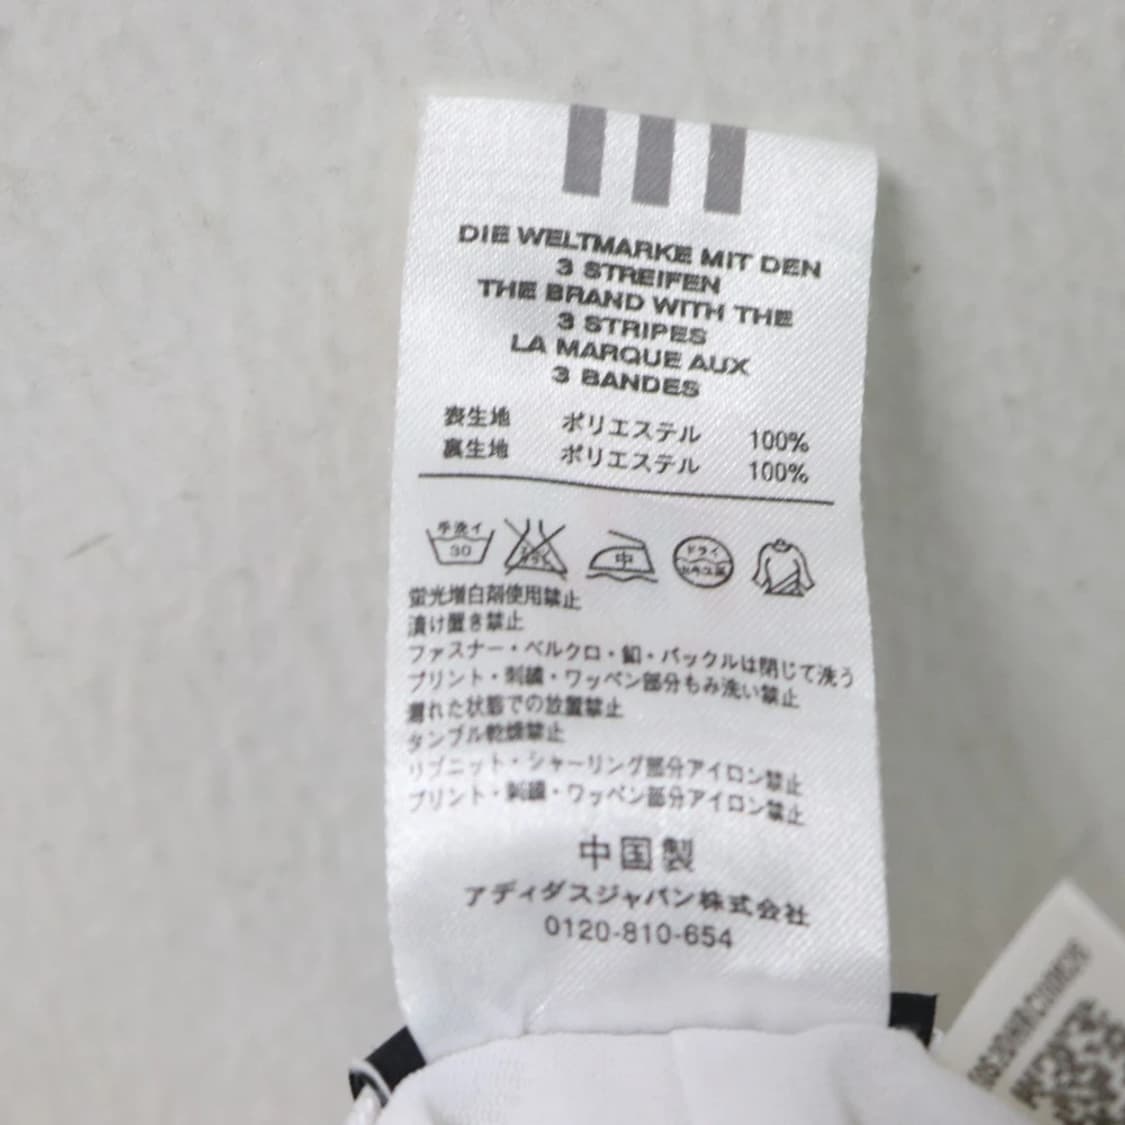 DIE WELTMARKE MIT DEN
3 STREIFEN
THE BRAND WITH THE
3 STRIPES
LA MARQUE AUX
3 BANDES
表生地 ポリエステル 100%
裏生地 ポリエステル 100%
手洗イ 30 中 ドライ
蛍光増白剤使用禁止
漬け置き禁止
ファスナー・ベルクロ・釦・バックルは閉じて洗う
プリント・刺繍・ワッペン部分もみ洗い禁止
濡れた状態での放置禁止
タンブル乾燥禁止
リブニット・シャーリング部分アイロン禁止
プリント・刺繍・ワッペン部分アイロン禁止
中国製
アディダスジャパン株式会社
0120-810-654